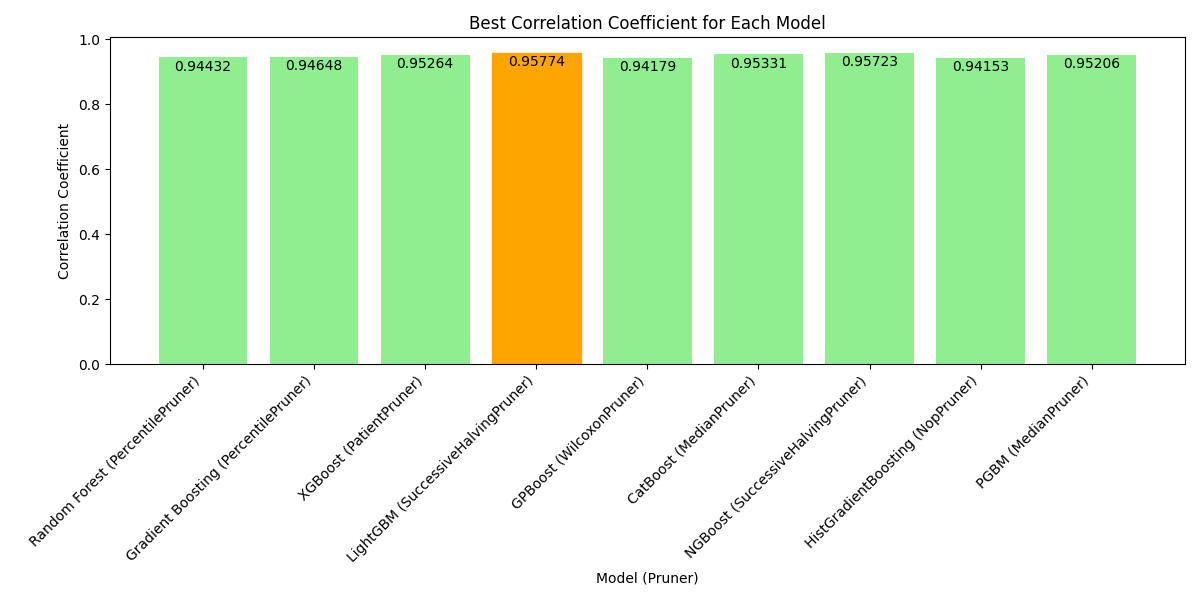 Best Correlation Coefficient for Each Model
Correlation Coefficient
1.0
0.8
0.6
0.4
0.2
0.0
0.94432
0.94648
0.95264
0.95774
0.94179
0.95331
0.95723
0.94153
0.95206
Random Forest (PercentilePruner)
Gradient Boosting (PercentilePruner)
XGBoost (PatientPruner)
LightGBM (SuccessiveHalvingPruner)
GPBoost (WilcoxonPruner)
CatBoost (MedianPruner)
NGBoost (SuccessiveHalvingPruner)
HistGradientBoosting (NopPruner)
PGBM (MedianPruner)
Model (Pruner)